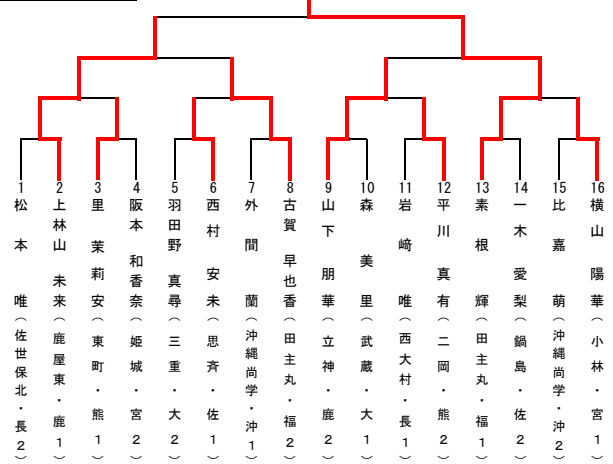 1 松本 唯（佐世保北・長2）
2 上林山 未来（鹿屋東・鹿1）
3 里 茉莉安（東町・熊1）
4 阪本 和香奈（姫城・宮2）
5 羽田野 真尋（三重・大2）
6 西村 安未（思斉・佐1）
7 外間 蘭（沖縄尚学・沖1）
8 古賀 早也香（田主丸・福2）
9 山下 朋華（立神・鹿2）
10 森 美里（武蔵・大1）
11 岩﨑 唯（西大村・長1）
12 平川 真有（二岡・熊2）
13 素根 輝（田主丸・福1）
14 一木 愛梨（鍋島・佐2）
15 比嘉 萌（沖縄尚学・沖2）
16 横山 陽華（小林・宮1）